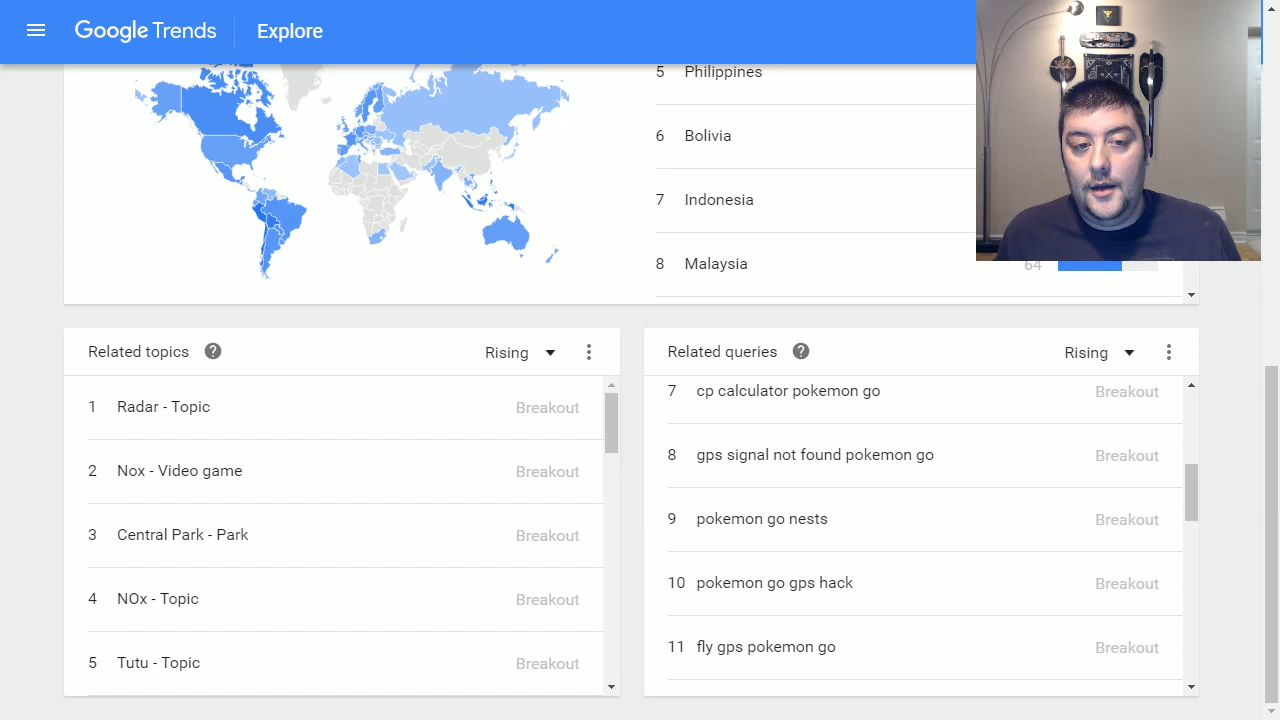 Google Trends Explore
5 Philippines
6 Bolivia
7 Indonesia
8 Malaysia 64
Related topics ? Rising
1 Radar - Topic Breakout
2 Nox - Video game Breakout
3 Central Park - Park Breakout
4 NOx - Topic Breakout
5 Tutu - Topic Breakout
Related queries ? Rising
7 cp calculator pokemon go Breakout
8 gps signal not found pokemon go Breakout
9 pokemon go nests Breakout
10 pokemon go gps hack Breakout
11 fly gps pokemon go Breakout